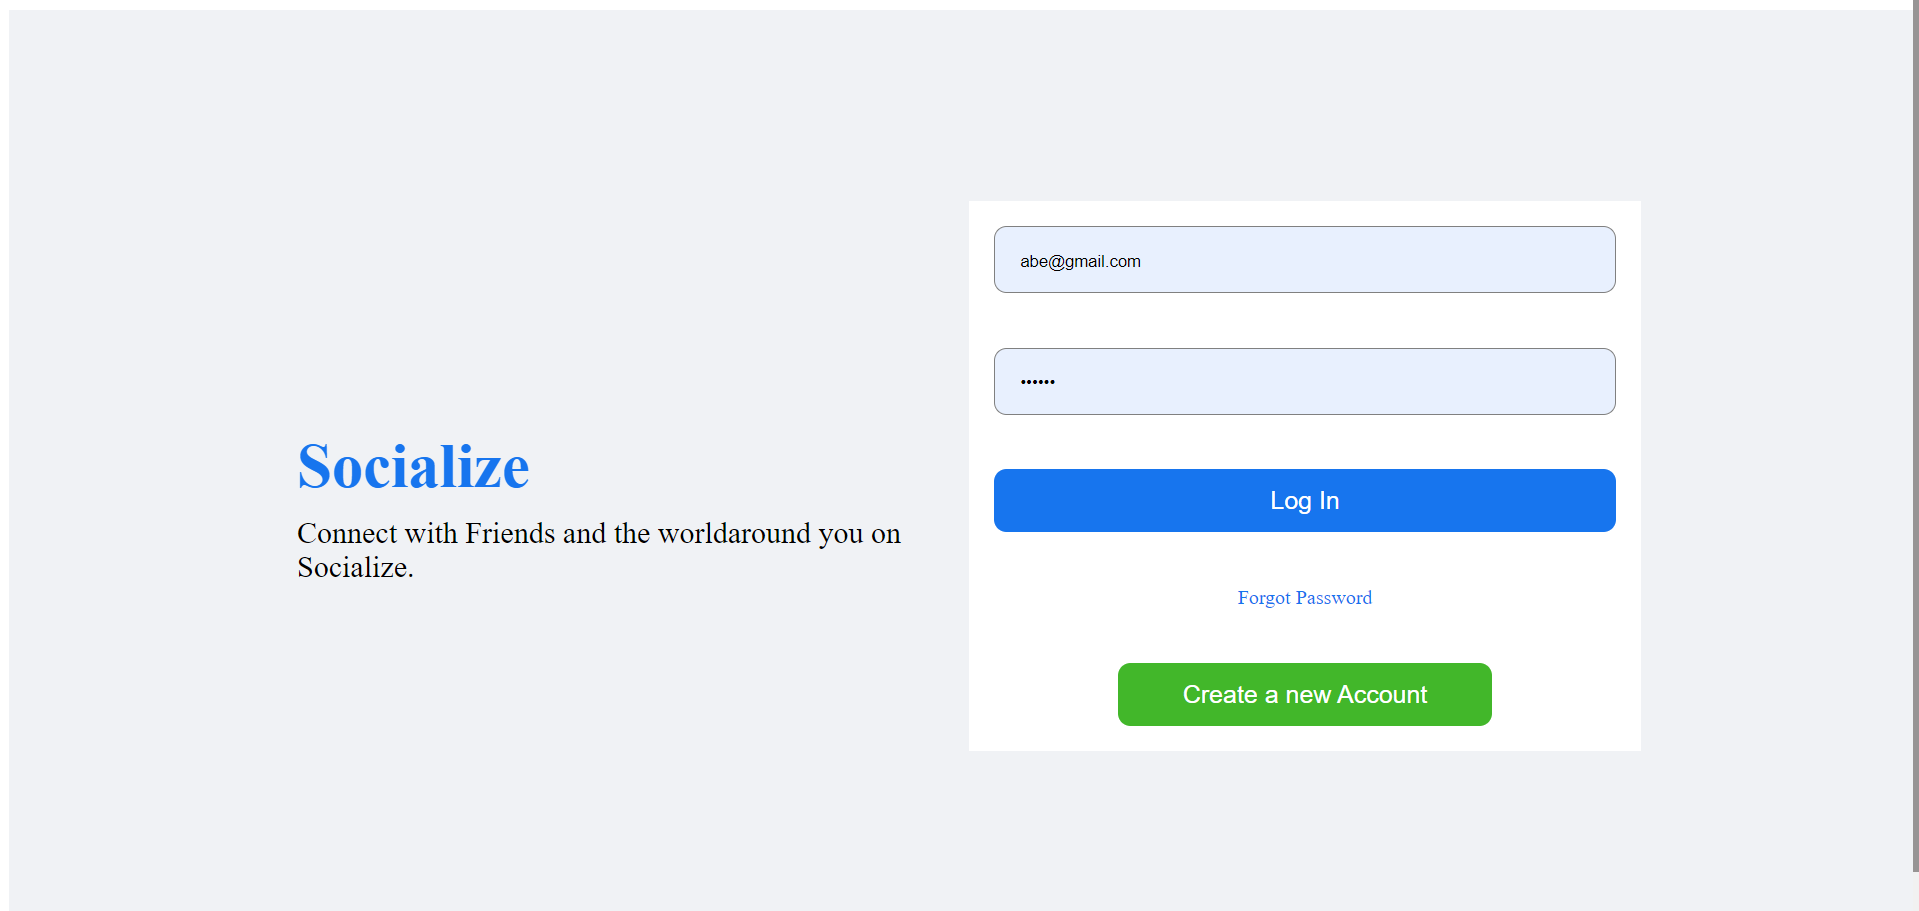 abe@gmail.com
••••••
Socialize
Connect with Friends and the worldaround you on
Socialize.
Log In
Forgot Password
Create a new Account